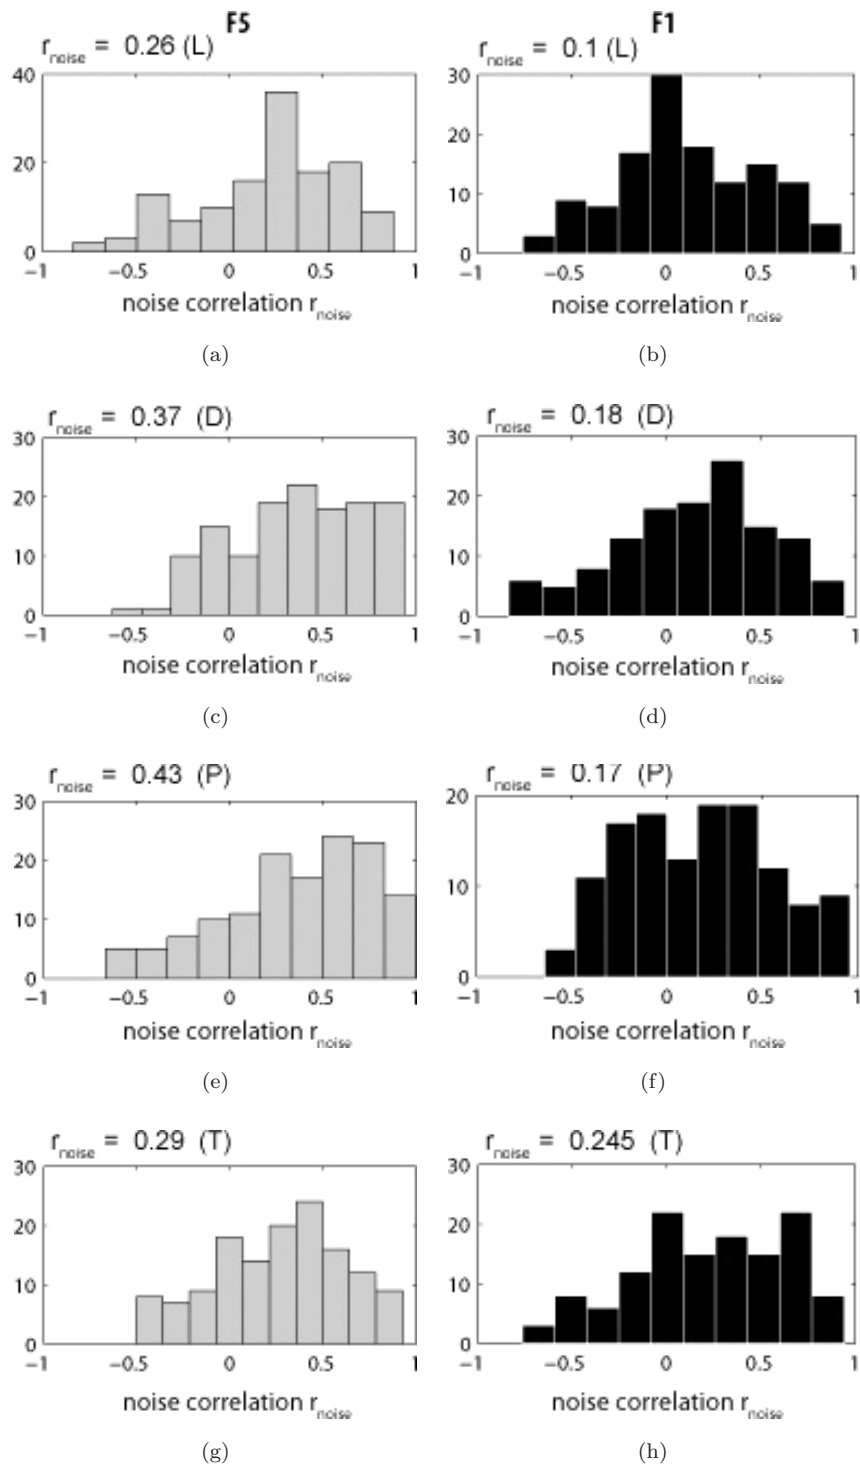 F5
F1
r_noise = 0.26 (L)
r_noise = 0.1 (L)
40
20
0
−1 −0.5 0 0.5 1
noise correlation r_noise
(a)
30
20
10
0
−1 −0.5 0 0.5 1
noise correlation r_noise
(b)
r_noise = 0.37 (D)
30
20
10
0
−1 −0.5 0 0.5 1
noise correlation r_noise
(c)
r_noise = 0.18 (D)
30
20
10
0
−1 −0.5 0 0.5 1
noise correlation r_noise
(d)
r_noise = 0.43 (P)
30
20
10
0
−1 −0.5 0 0.5 1
noise correlation r_noise
(e)
r_noise = 0.17 (P)
20
10
0
−1 −0.5 0 0.5 1
noise correlation r_noise
(f)
r_noise = 0.29 (T)
30
20
10
0
−1 −0.5 0 0.5 1
noise correlation r_noise
(g)
r_noise = 0.245 (T)
30
20
10
0
−1 −0.5 0 0.5 1
noise correlation r_noise
(h)